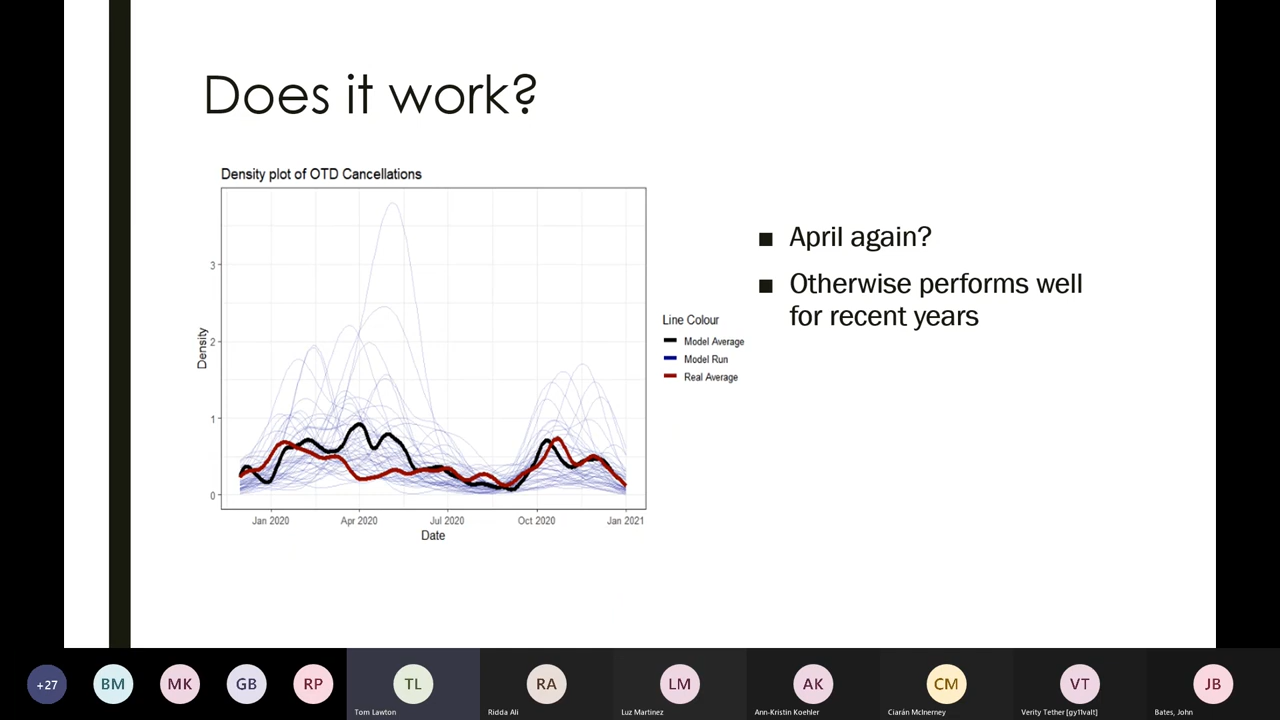 Does it work?
Density plot of OTD Cancellations
3
2
1
0
Density
Jan 2020
Apr 2020
Jul 2020
Oct 2020
Jan 2021
Date
Line Colour
Model Average
Model Run
Real Average
■ April again?
■ Otherwise performs well
for recent years
+27
BM
MK
GB
RP
TL
Tom Lawton
RA
Ridda Ali
LM
Luz Martinez
AK
Ann-Kristin Koehler
CM
Ciarán McInerney
VT
Verity Tether [gy11valt]
JB
Bates, John